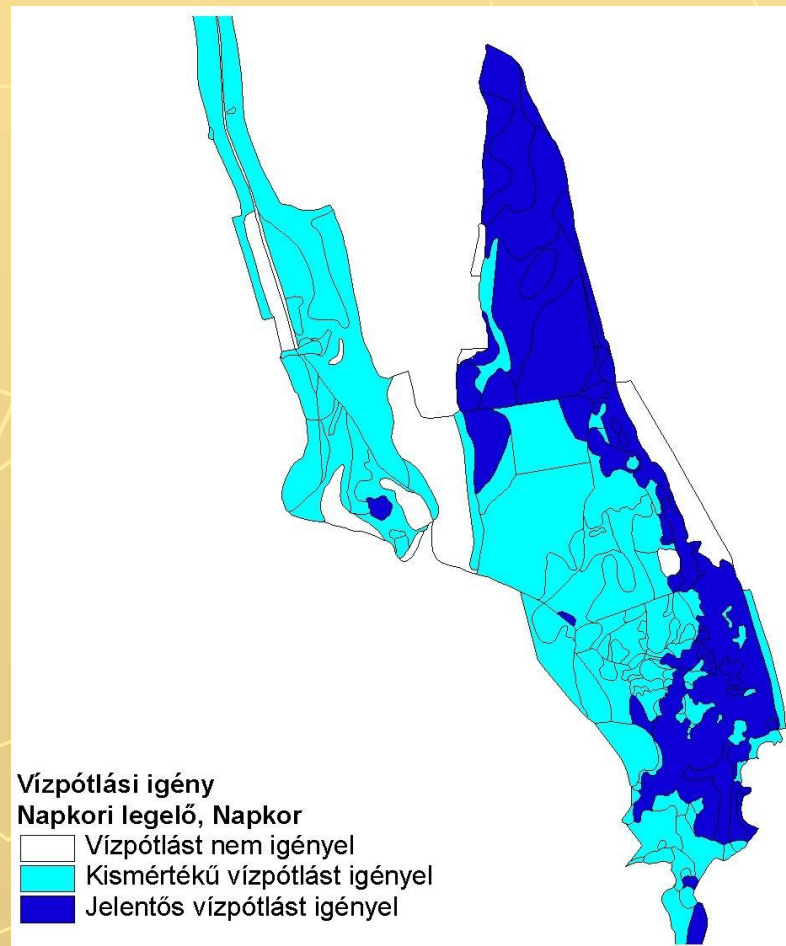 Vízpótlási igény
Napkori legelő, Napkor
Vízpótlást nem igényel
Kismértékű vízpótlást igényel
Jelentős vízpótlást igényel